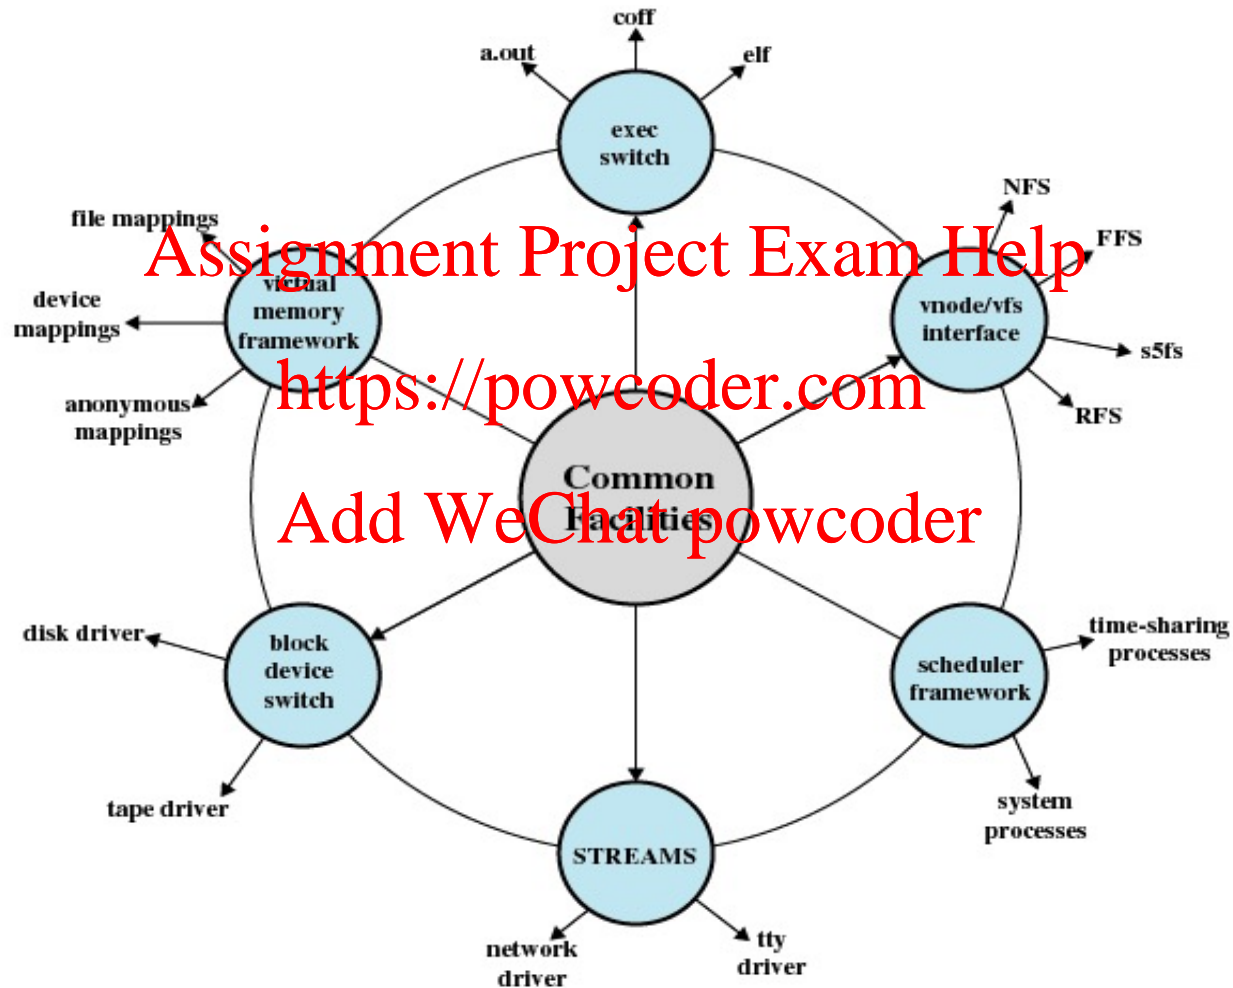 coff
a.out
elf
exec
switch
NFS
FFS
s5fs
RFS
vnode/vfs
interface
file mappings
device
mappings
anonymous
mappings
virtual
memory
framework
Assignment Project Exam Help
https://powcoder.com
Common
Facilities
Add WeChat powcoder
disk driver
tape driver
block
device
switch
scheduler
framework
time-sharing
processes
system
processes
STREAMS
network
driver
tty
driver